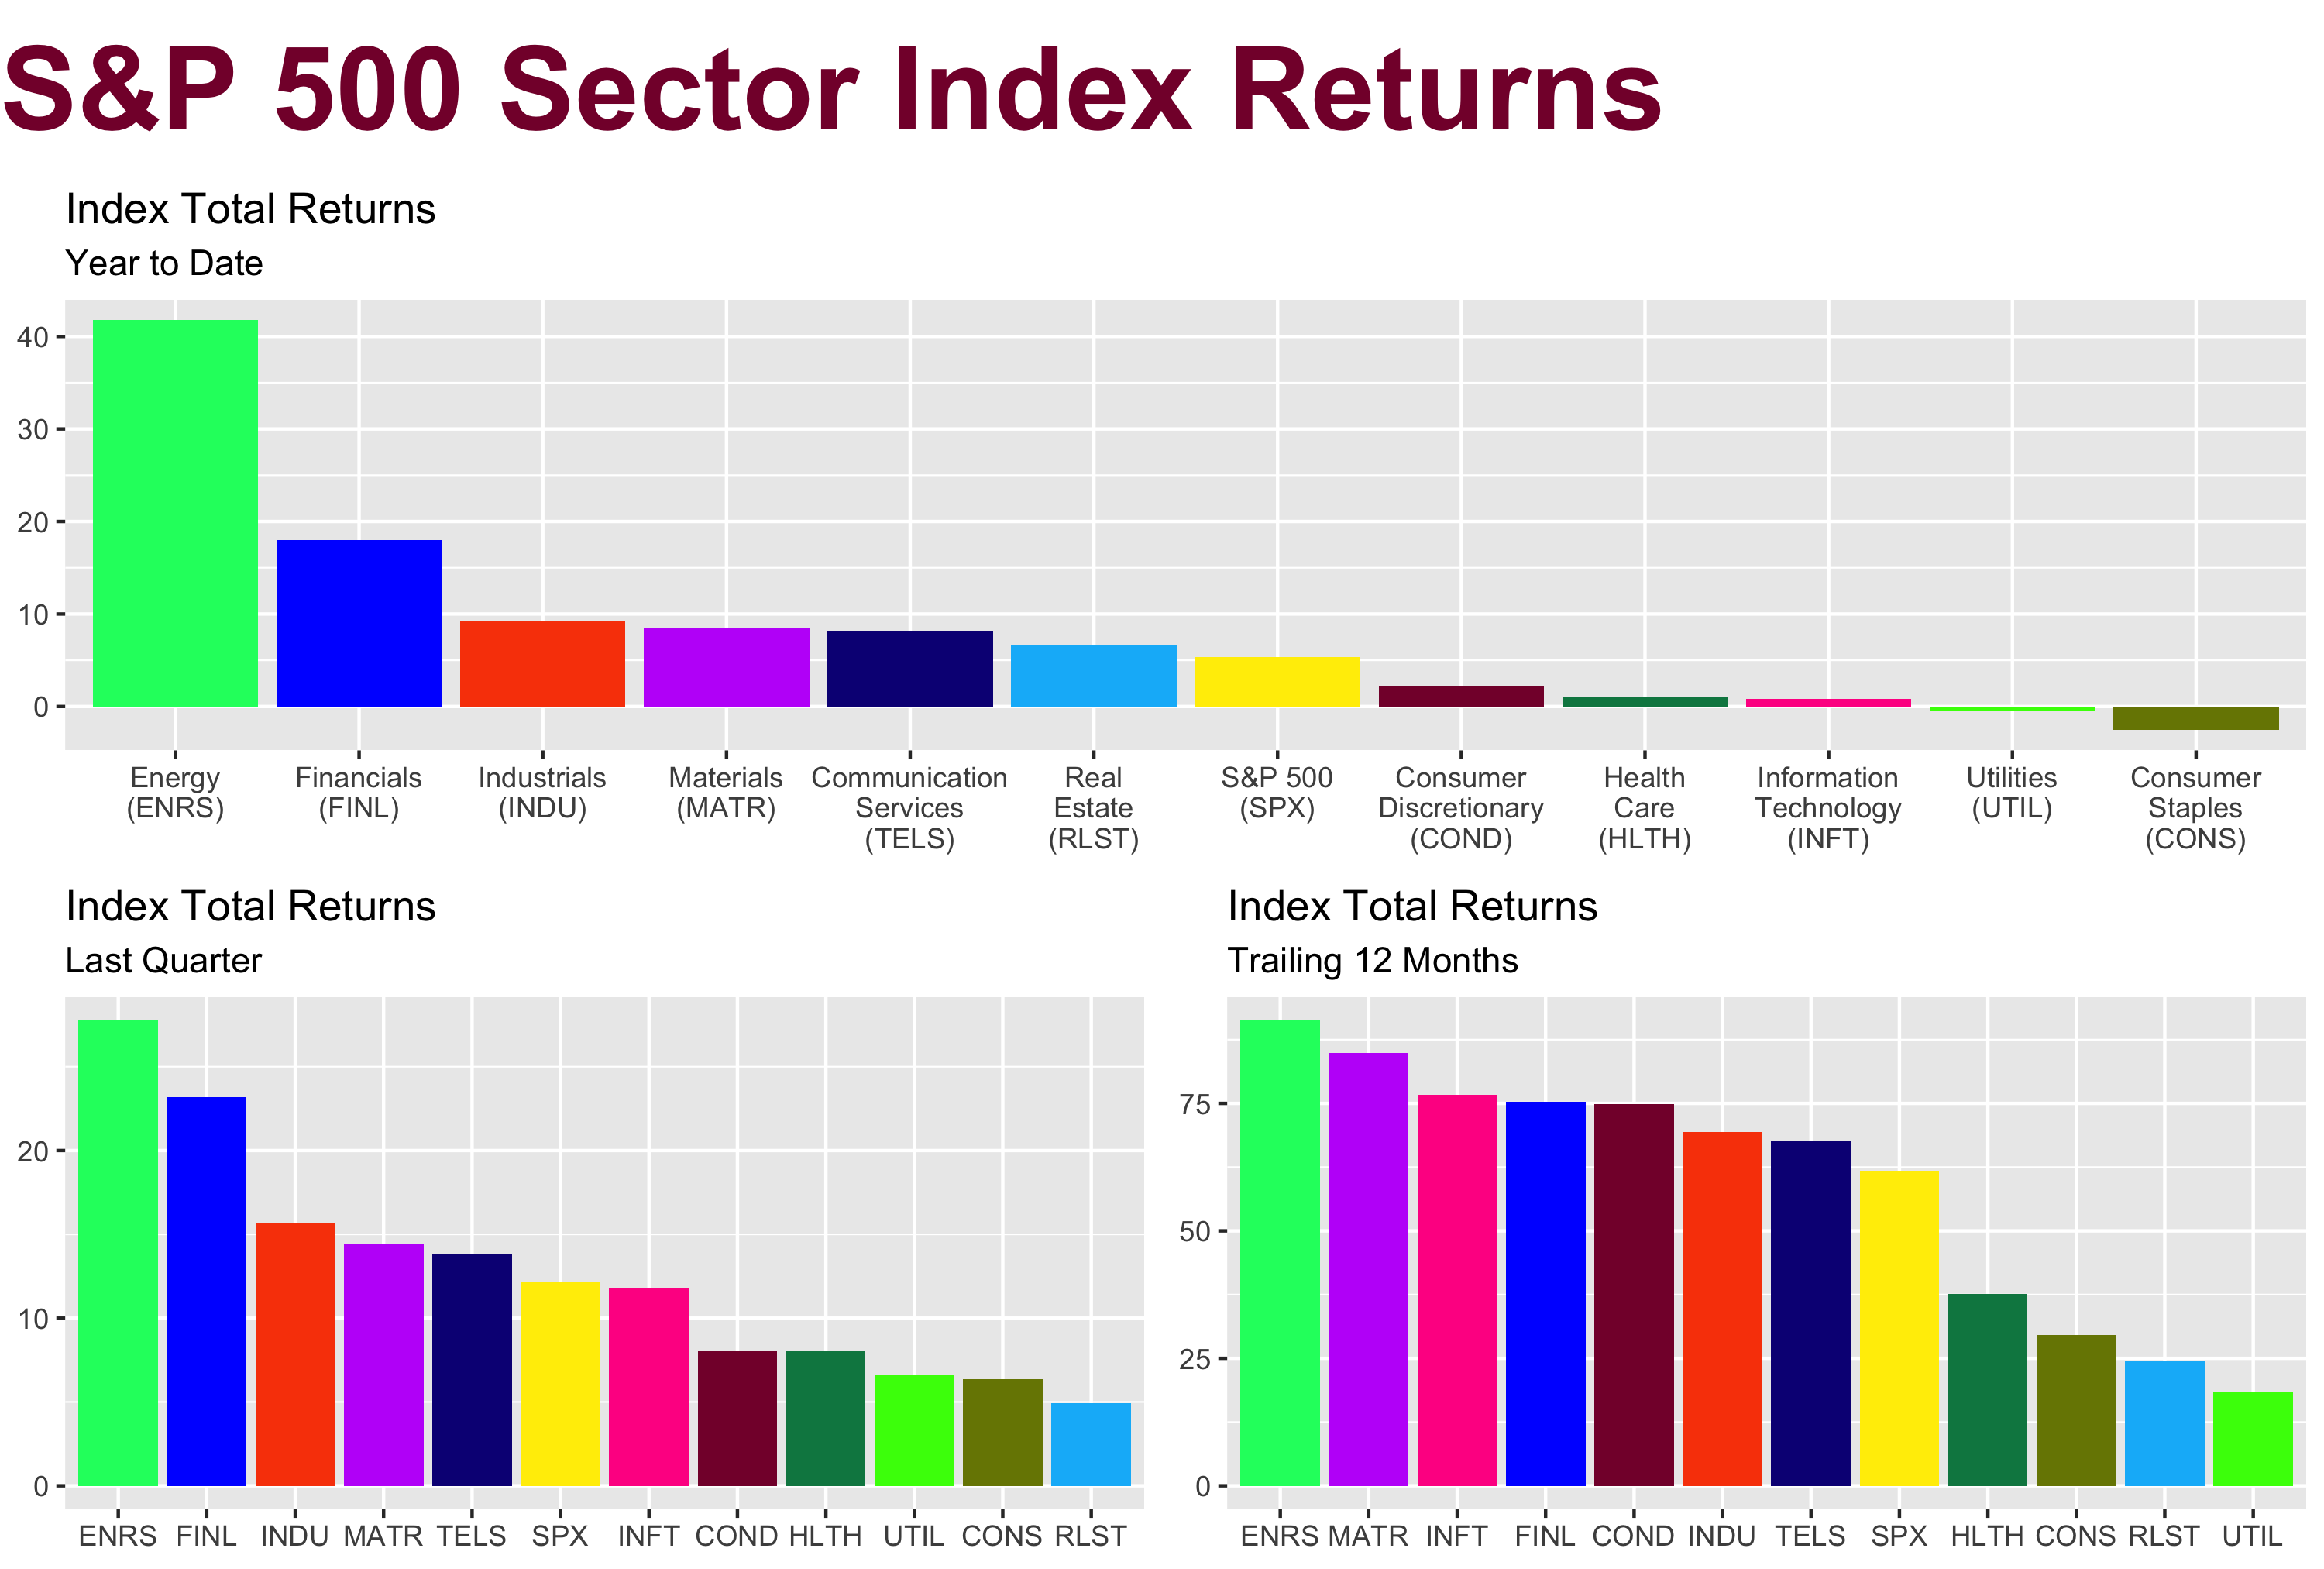 S&P 500 Sector Index Returns
Index Total Returns
Year to Date
40
30
20
10
0
Energy
(ENRS)
Financials
(FINL)
Industrials
(INDU)
Materials
(MATR)
Communication
Services
(TELS)
Real
Estate
(RLST)
S&P 500
(SPX)
Consumer
Discretionary
(COND)
Health
Care
(HLTH)
Information
Technology
(INFT)
Utilities
(UTIL)
Consumer
Staples
(CONS)
Index Total Returns
Last Quarter
20
10
0
ENRS FINL INDU MATR TELS SPX INFT COND HLTH UTIL CONS RLST
Index Total Returns
Trailing 12 Months
75
50
25
0
ENRS MATR INFT FINL COND INDU TELS SPX HLTH CONS RLST UTIL